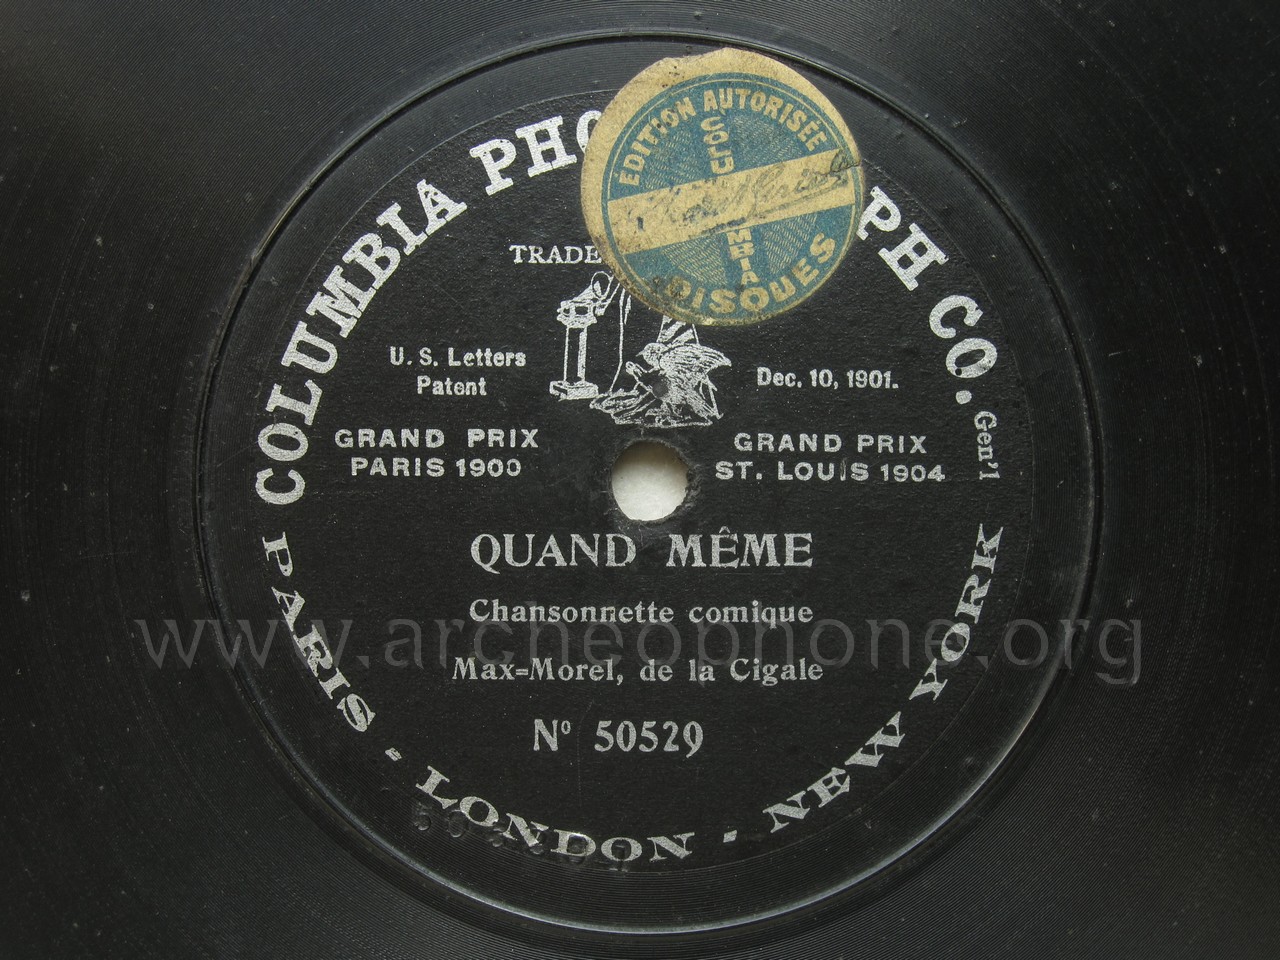 COLUMBIA PHO PH CO. Gen'l
ÉDITION AUTORISÉE
COLUMBIA
DISQUES
TRADE
U. S. Letters
Patent
Dec. 10, 1901.
GRAND PRIX
PARIS 1900
GRAND PRIX
ST. LOUIS 1904
QUAND MÊME
Chansonnette comique
www.archeophone.org
Max=Morel, de la Cigale
Nº 50529
PARIS - LONDON - NEW YORK